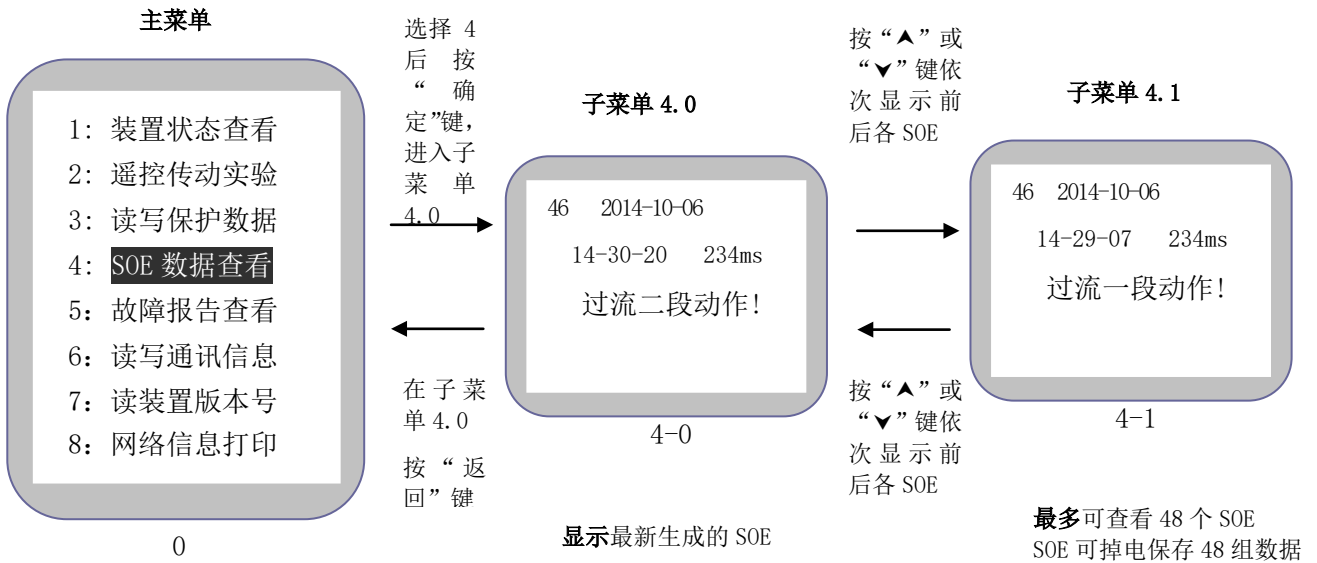 主菜单
1: 装置状态查看
2: 遥控传动实验
3: 读写保护数据
4: SOE 数据查看
5: 故障报告查看
6: 读写通讯信息
7: 读装置版本号
8: 网络信息打印
0
选择 4
后 按
“ 确
定”键,
进入子
菜 单
4.0
在子菜
单 4.0
按“返
回”键
子菜单 4.0
46 2014-10-06
14-30-20 234ms
过流二段动作!
4-0
显示最新生成的 SOE
按“⮝”或
“⮟”键依
次显示前
后各 SOE
按“⮝”或
“⮟”键依
次显示前
后各 SOE
子菜单 4.1
46 2014-10-06
14-29-07 234ms
过流一段动作!
4-1
最多可查看 48 个 SOE
SOE 可掉电保存 48 组数据